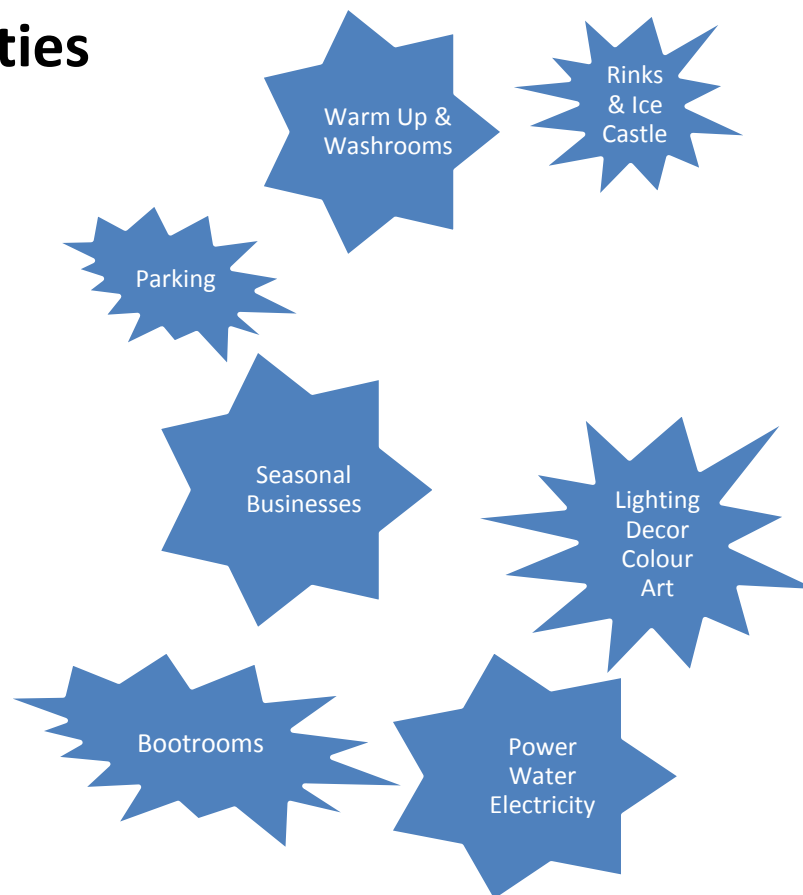 ties
Warm Up &
Washrooms
Rinks
& Ice
Castle
Parking
Seasonal
Businesses
Lighting
Decor
Colour
Art
Bootrooms
Power
Water
Electricity